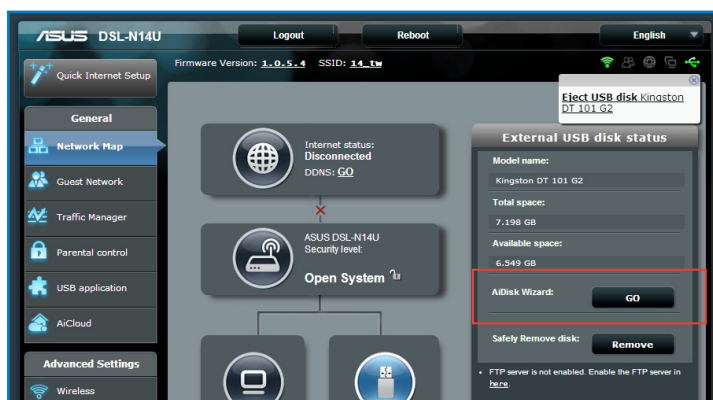 ASUS DSL-N14U
Logout
Reboot
English
Quick Internet Setup
Firmware Version: 1.0.5.4 SSID: 14_tw
Eject USB disk Kingston
DT 101 G2
General
Network Map
Guest Network
Traffic Manager
Parental control
USB application
AiCloud
Advanced Settings
Wireless
Internet status:
Disconnected
DDNS: GO
ASUS DSL-N14U
Security level:
Open System
External USB disk status
Model name:
Kingston DT 101 G2
Total space:
7.198 GB
Available space:
6.549 GB
AiDisk Wizard:
GO
Safely Remove disk:
Remove
• FTP server is not enabled. Enable the FTP server in
here.